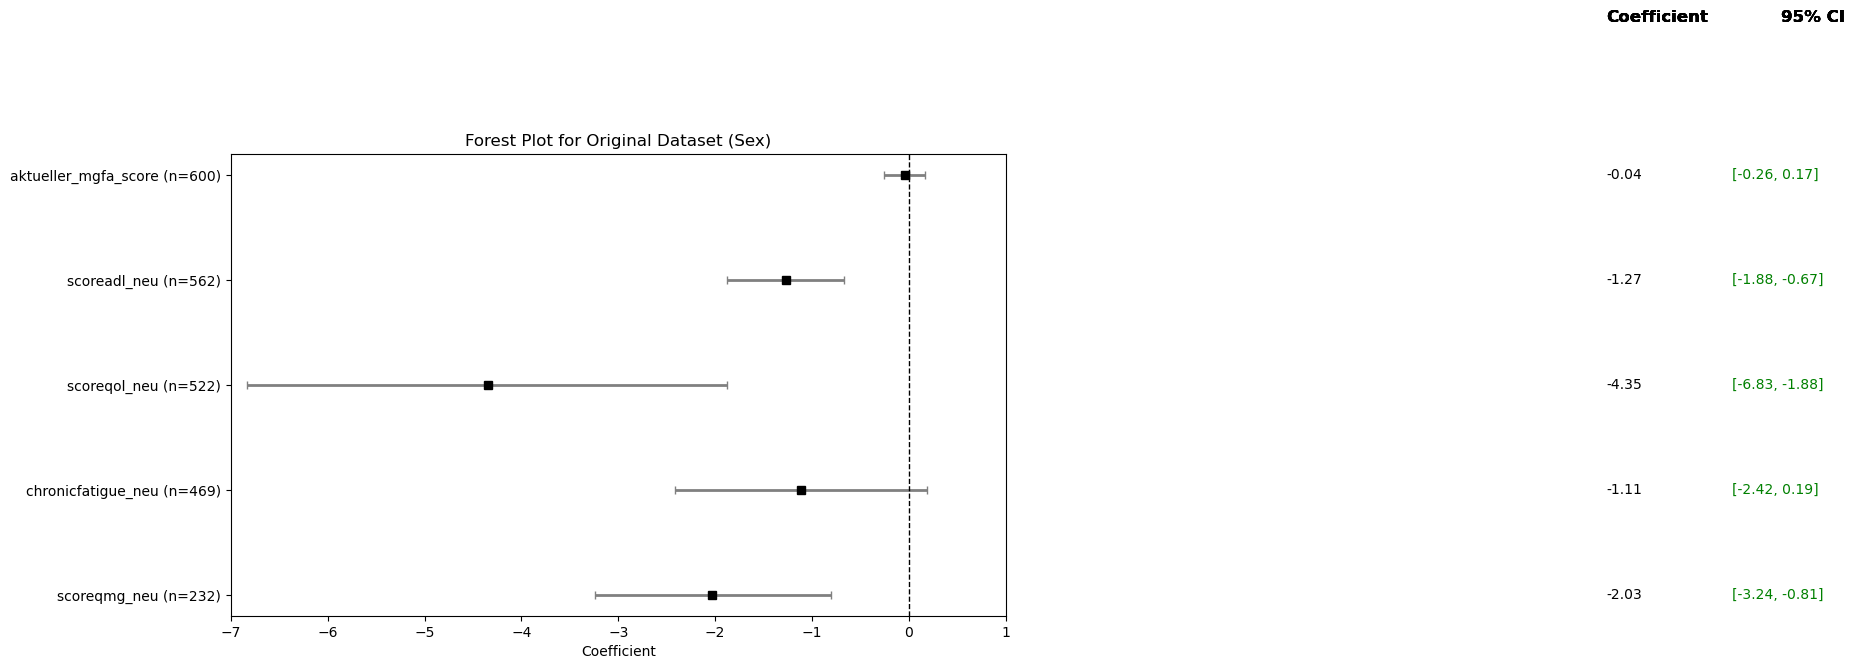 Coefficient 95% CI
Forest Plot for Original Dataset (Sex)
aktueller_mgfa_score (n=600) -0.04 [-0.26, 0.17]
scoreadl_neu (n=562) -1.27 [-1.88, -0.67]
scoreqol_neu (n=522) -4.35 [-6.83, -1.88]
chronicfatigue_neu (n=469) -1.11 [-2.42, 0.19]
scoreqmg_neu (n=232) -2.03 [-3.24, -0.81]
−7 −6 −5 −4 −3 −2 −1 0 1
Coefficient